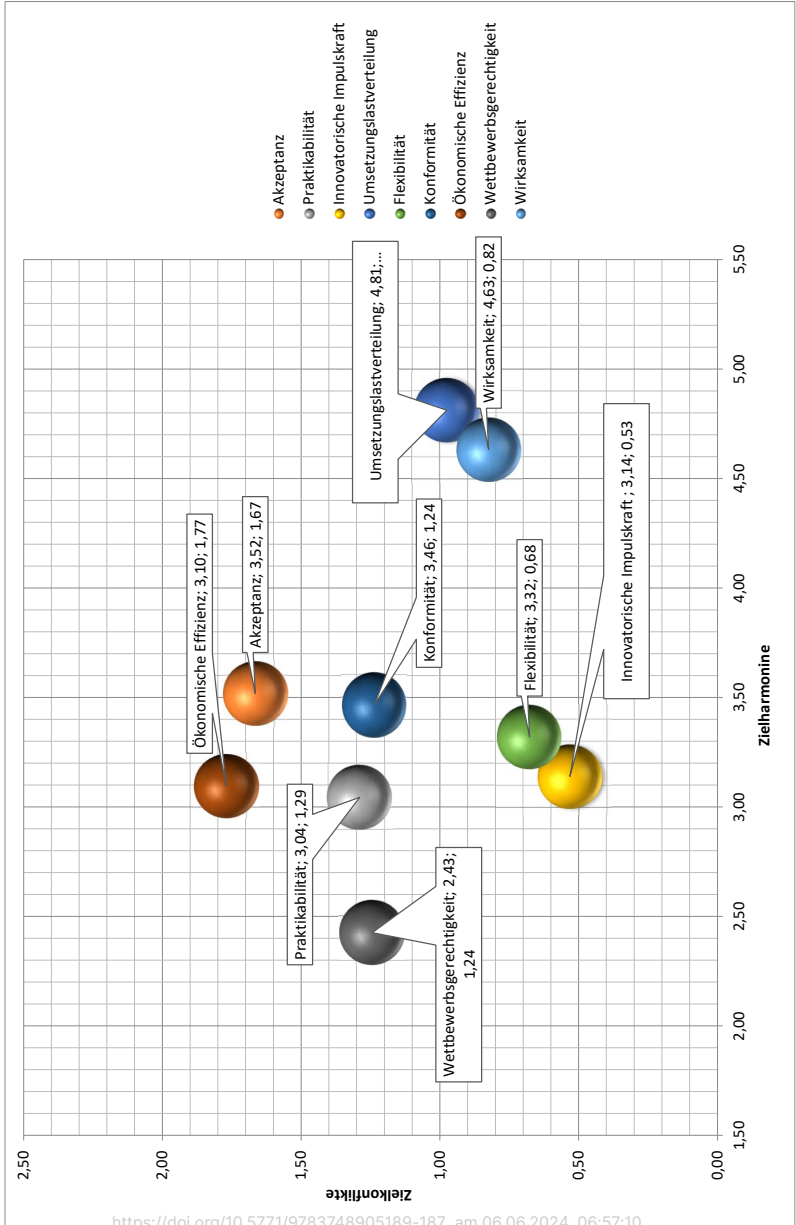 2,50
2,00
1,50
1,00
0,50
0,00
1,50
2,00
2,50
3,00
3,50
4,00
4,50
5,00
5,50
Zielkonflikte
Zielharmonine
Ökonomische Effizienz; 3,10; 1,77
Akzeptanz; 3,52; 1,67
Praktikabilität; 3,04; 1,29
Konformität; 3,46; 1,24
Wettbewerbsgerechtigkeit; 2,43;
1,24
Umsetzungslastverteilung; 4,81;...
Wirksamkeit; 4,63; 0,82
Flexibilität; 3,32; 0,68
Innovatorische Impulskraft ; 3,14; 0,53
Akzeptanz
Praktikabilität
Innovatorische Impulskraft
Umsetzungslastverteilung
Flexibilität
Konformität
Ökonomische Effizienz
Wettbewerbsgerechtigkeit
Wirksamkeit
https://doi.org/10.5771/9783748905189-187, am 06.06.2024, 06:57:10